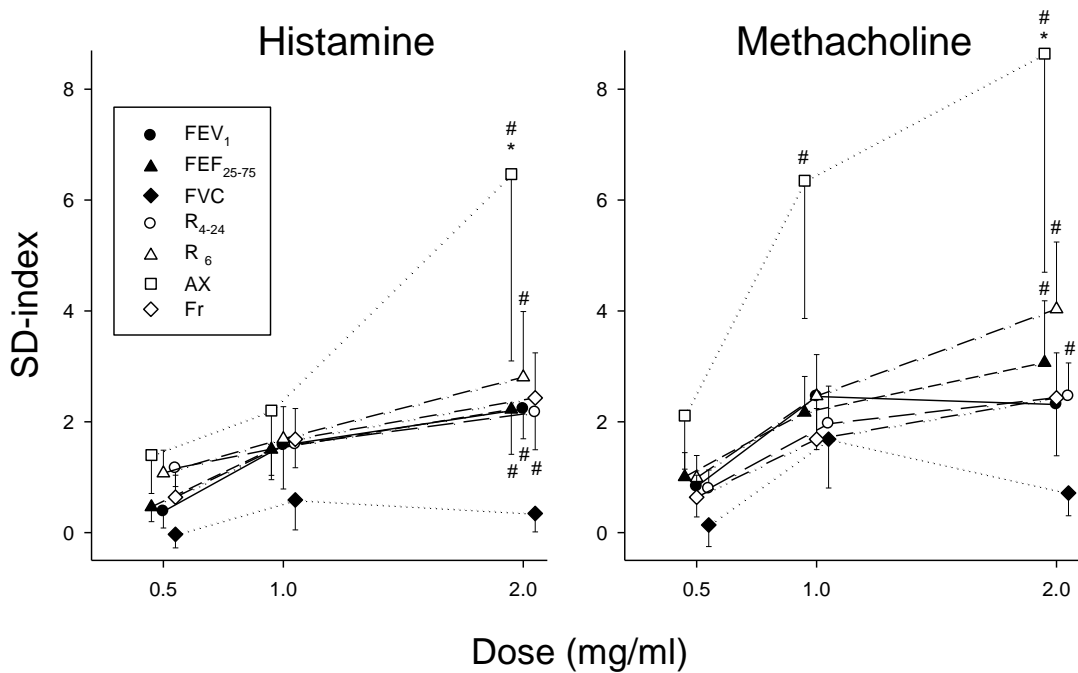 Histamine
Methacholine
SD-index
8
6
4
2
0
FEV1
FEF25-75
FVC
R4-24
R 6
AX
Fr
#
*
#
#
#
#
0.5
1.0
2.0
8
6
4
2
0
#
#
*
#
#
#
0.5
1.0
2.0
Dose (mg/ml)